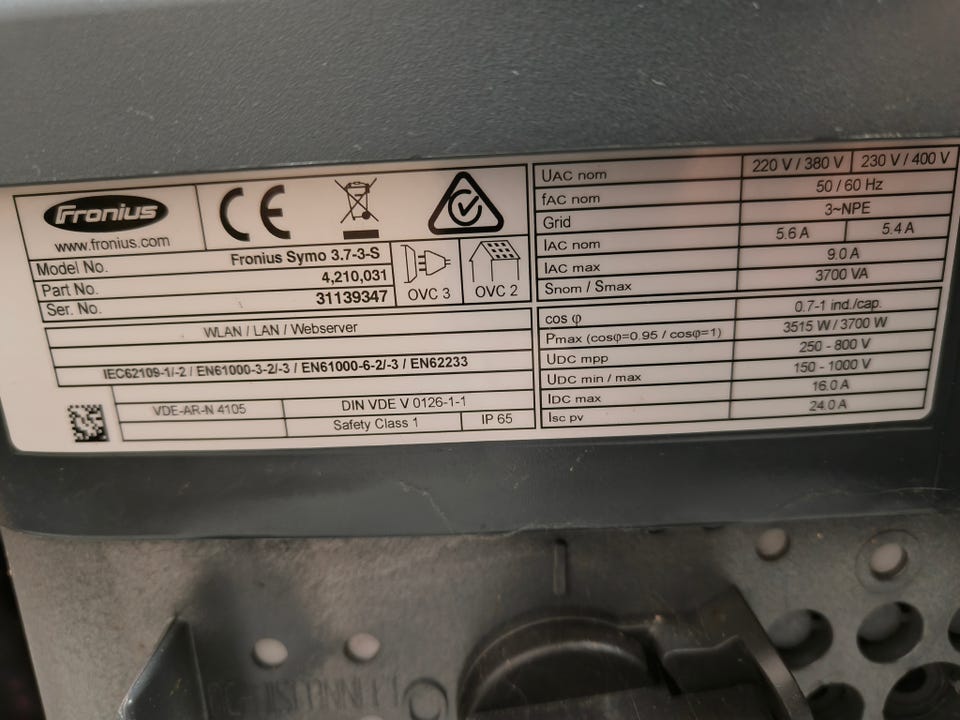 Fronius
www.fronius.com
Model No. Fronius Symo 3.7-3-S
Part No. 4,210,031
Ser. No. 31139347
CE
OVC 3 OVC 2
WLAN / LAN / Webserver
IEC62109-1/-2 / EN61000-3-2/-3 / EN61000-6-2/-3 / EN62233
VDE-AR-N 4105 DIN VDE V 0126-1-1
Safety Class 1 IP 65
UAC nom 220 V / 380 V 230 V / 400 V
fAC nom 50 / 60 Hz
Grid 3~NPE
IAC nom 5.6 A 5.4 A
IAC max 9.0 A
Snom / Smax 3700 VA
cos φ 0.7-1 ind./cap.
Pmax (cosφ=0.95 / cosφ=1) 3515 W / 3700 W
UDC mpp 250 - 800 V
UDC min / max 150 - 1000 V
IDC max 16.0 A
Isc pv 24.0 A
DISCONNECT